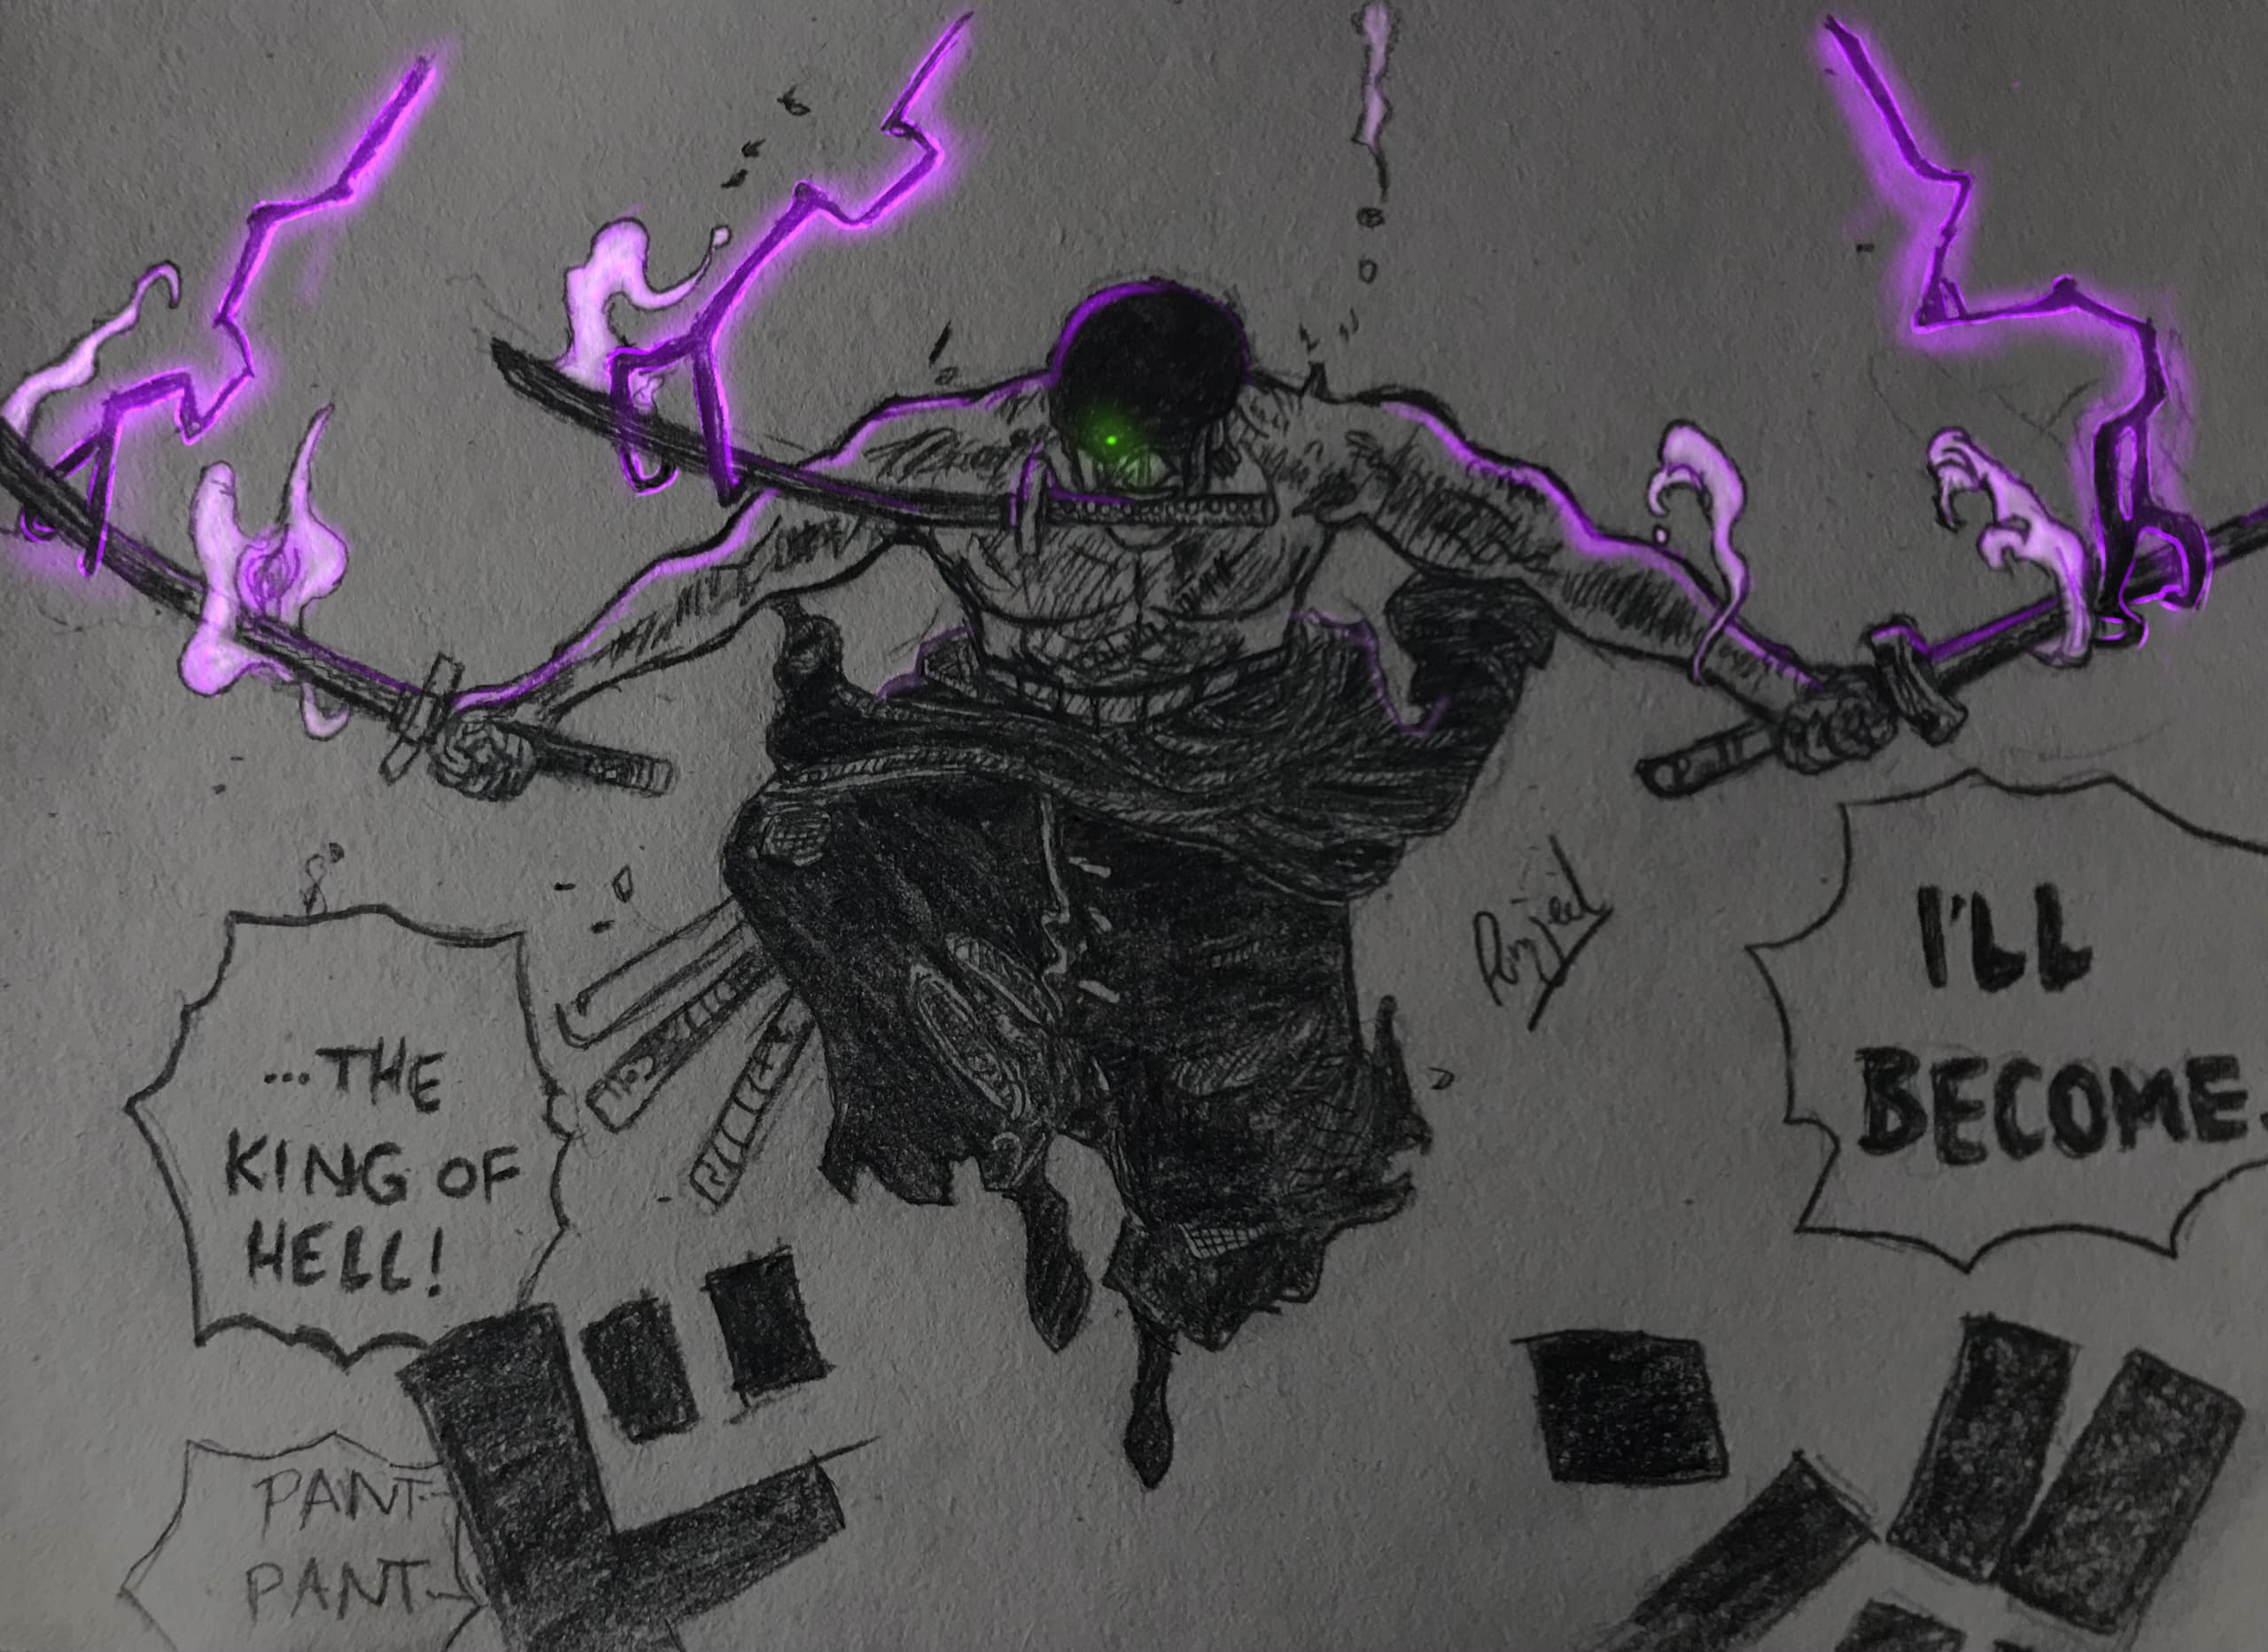 I'LL
BECOME
...THE
KING OF
HELL!
PANT-
PANT-